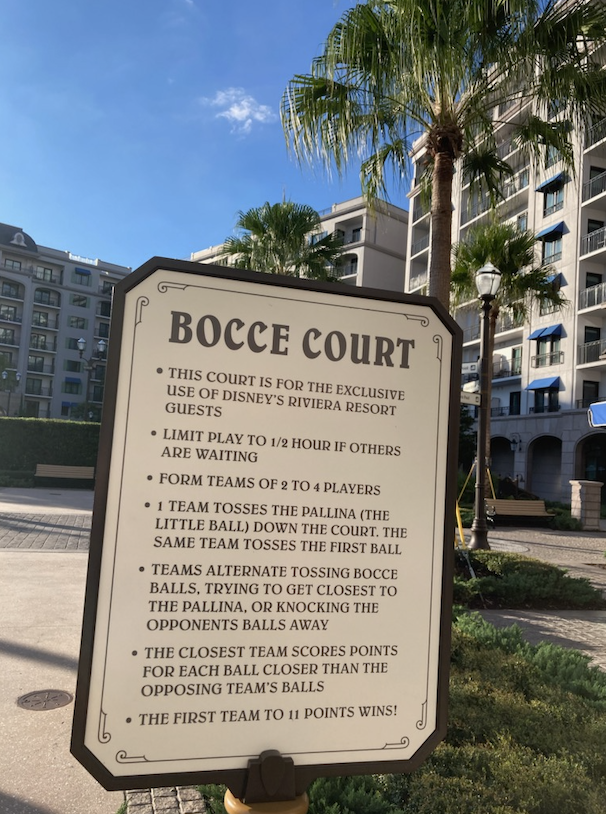 BOCCE COURT
• THIS COURT IS FOR THE EXCLUSIVE
USE OF DISNEY'S RIVIERA RESORT
GUESTS
• LIMIT PLAY TO 1/2 HOUR IF OTHERS
ARE WAITING
• FORM TEAMS OF 2 TO 4 PLAYERS
• 1 TEAM TOSSES THE PALLINA (THE
LITTLE BALL) DOWN THE COURT. THE
SAME TEAM TOSSES THE FIRST BALL
• TEAMS ALTERNATE TOSSING BOCCE
BALLS, TRYING TO GET CLOSEST TO
THE PALLINA, OR KNOCKING THE
OPPONENTS BALLS AWAY
• THE CLOSEST TEAM SCORES POINTS
FOR EACH BALL CLOSER THAN THE
OPPOSING TEAM'S BALLS
• THE FIRST TEAM TO 11 POINTS WINS!